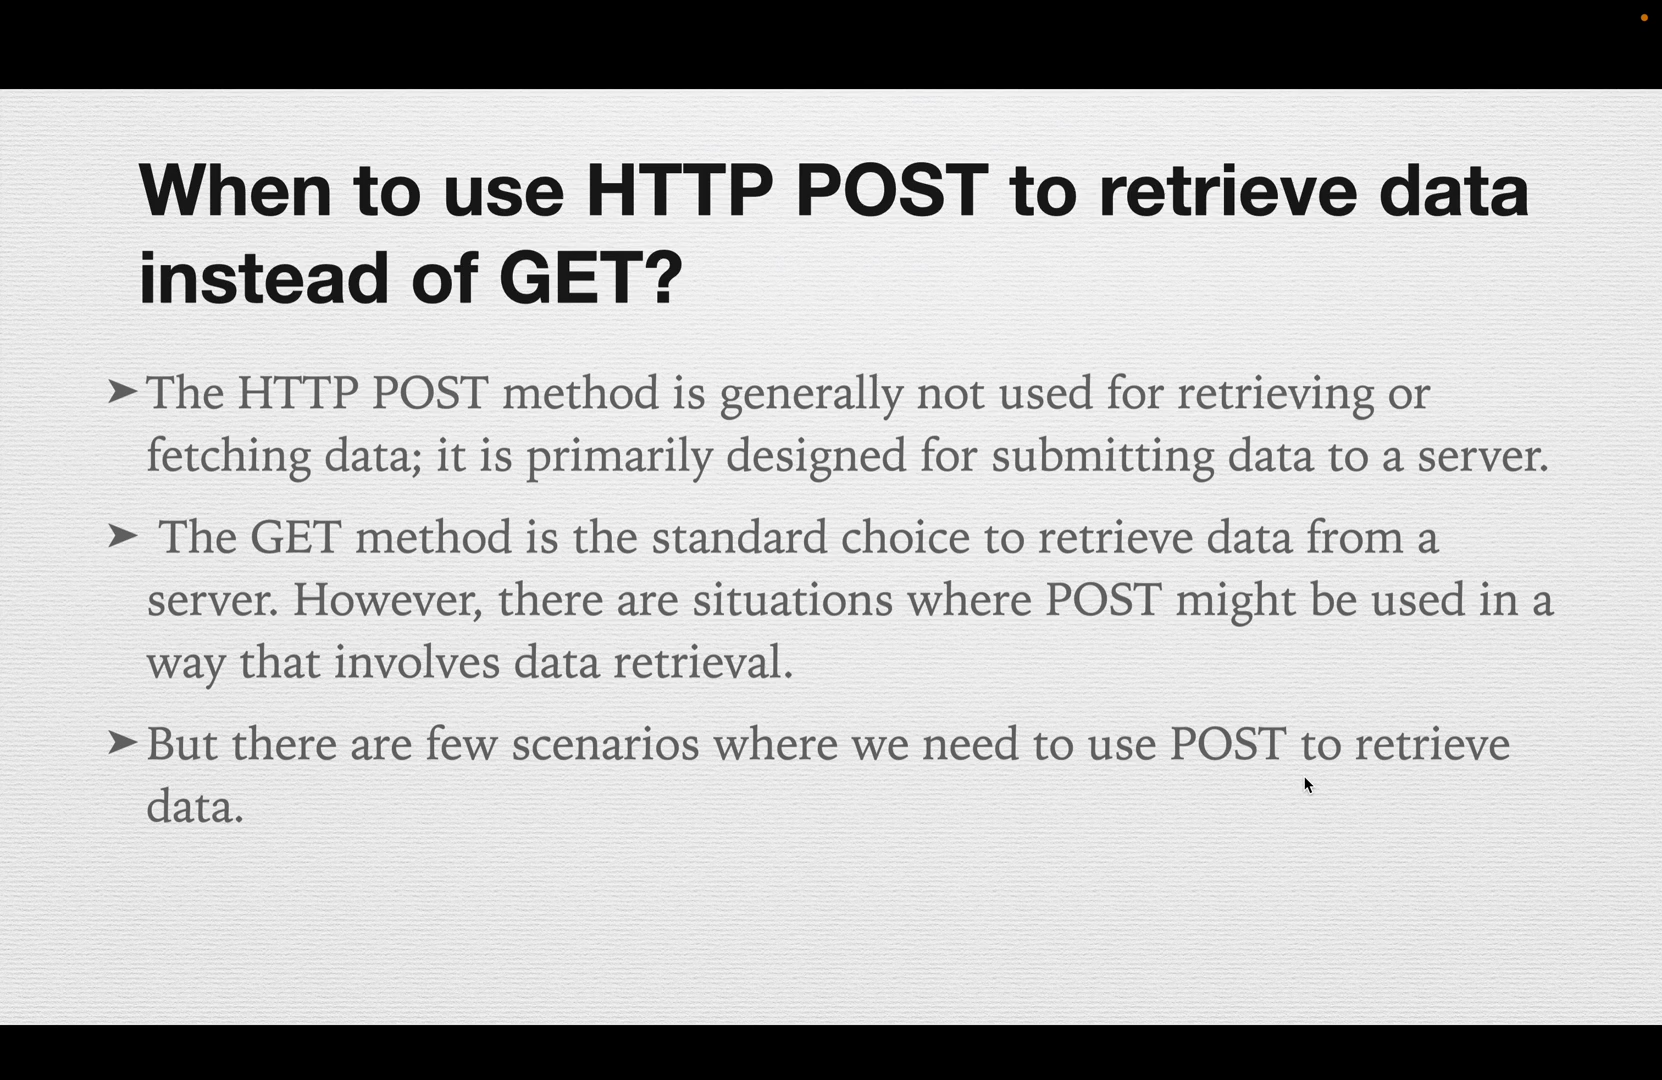 When to use HTTP POST to retrieve data
instead of GET?
➤ The HTTP POST method is generally not used for retrieving or
fetching data; it is primarily designed for submitting data to a server.
➤ The GET method is the standard choice to retrieve data from a
server. However, there are situations where POST might be used in a
way that involves data retrieval.
➤ But there are few scenarios where we need to use POST to retrieve
data.